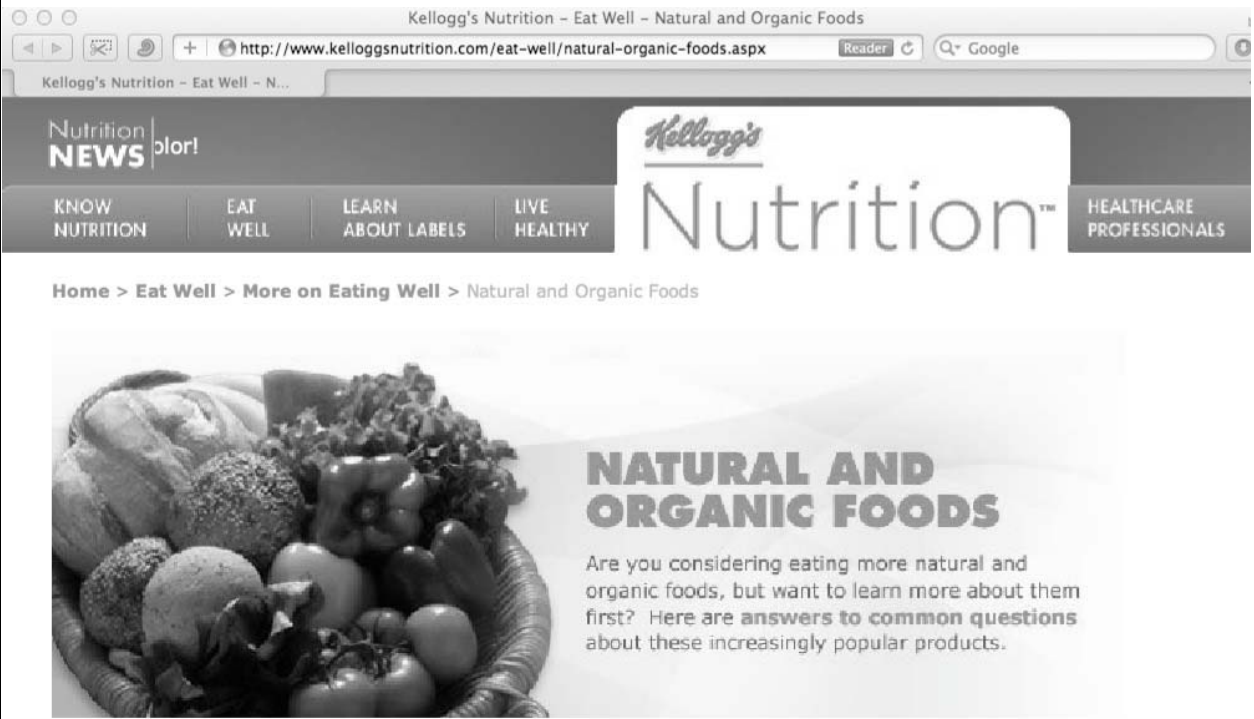 Kellogg's Nutrition – Eat Well – Natural and Organic Foods
http://www.kelloggsnutrition.com/eat-well/natural-organic-foods.aspx Reader Google
Kellogg's Nutrition – Eat Well – N...
Nutrition
NEWS olor!
Kellogg's
Nutrition™
KNOW NUTRITION
EAT WELL
LEARN ABOUT LABELS
LIVE HEALTHY
HEALTHCARE PROFESSIONALS
Home > Eat Well > More on Eating Well > Natural and Organic Foods
NATURAL AND
ORGANIC FOODS
Are you considering eating more natural and
organic foods, but want to learn more about them
first? Here are answers to common questions
about these increasingly popular products.